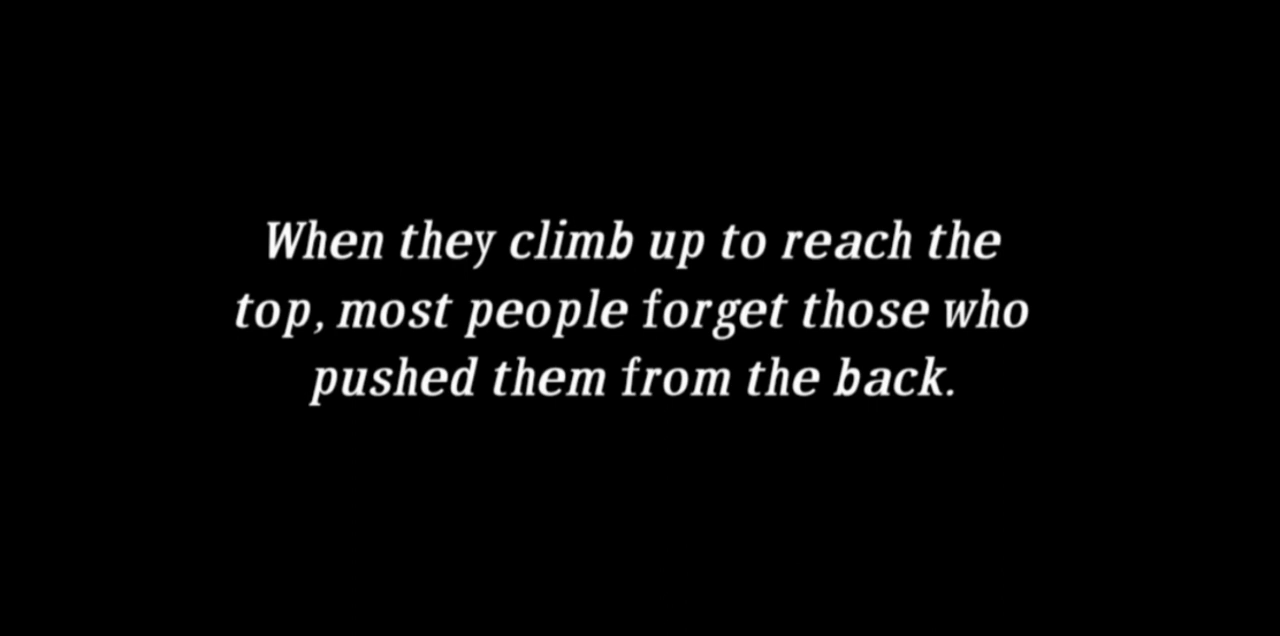 When they climb up to reach the
top, most people forget those who
pushed them from the back.